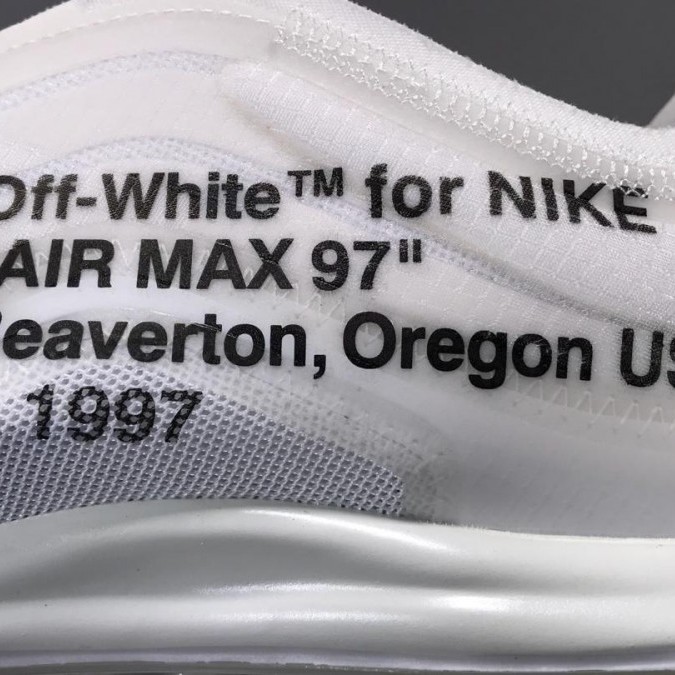 Off-White™ for NIKE
AIR MAX 97"
Beaverton, Oregon US
1997